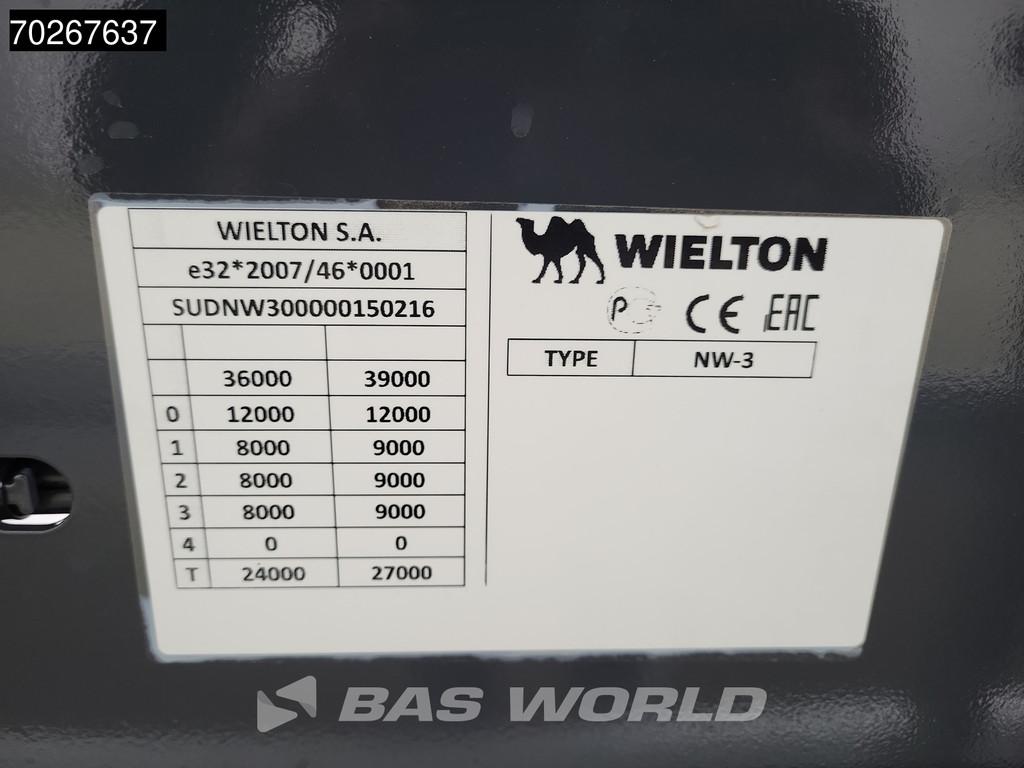 70267637
WIELTON S.A.
e32*2007/46*0001
SUDNW300000150216
36000 39000
0 12000 12000
1 8000 9000
2 8000 9000
3 8000 9000
4 0 0
T 24000 27000
WIELTON
PG CE EAC
TYPE NW-3
BAS WORLD